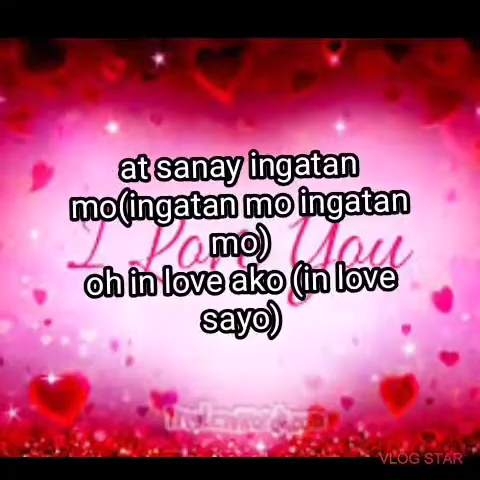 at sanay ingatan
mo(ingatan mo ingatan
mo)
I Love You
oh in love ako (in love
sayo)
VLOG STAR